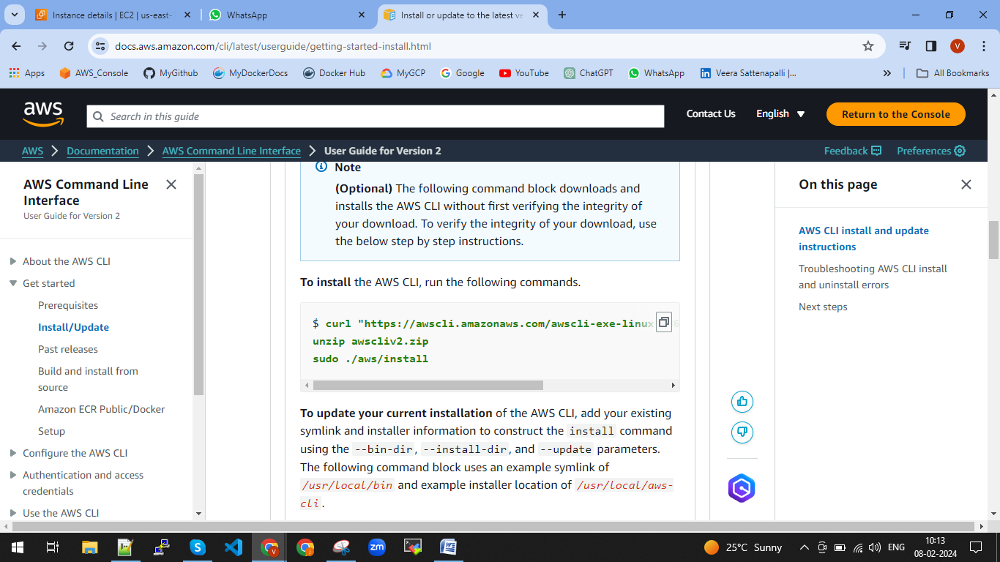 Instance details | EC2 | us-east-
WhatsApp
Install or update to the latest ve
docs.aws.amazon.com/cli/latest/userguide/getting-started-install.html
V
Apps
AWS_Console
MyGithub
MyDockerDocs
Docker Hub
MyGCP
Google
YouTube
ChatGPT
WhatsApp
Veera Sattenapalli |...
All Bookmarks
aws
Search in this guide
Contact Us
English
Return to the Console
AWS
Documentation
AWS Command Line Interface
User Guide for Version 2
Feedback
Preferences
AWS Command Line
Interface
User Guide for Version 2
About the AWS CLI
Get started
Prerequisites
Install/Update
Past releases
Build and install from
source
Amazon ECR Public/Docker
Setup
Configure the AWS CLI
Authentication and access
credentials
Use the AWS CLI
Note
(Optional) The following command block downloads and
installs the AWS CLI without first verifying the integrity of
your download. To verify the integrity of your download, use
the below step by step instructions.
To install the AWS CLI, run the following commands.
$ curl "https://awscli.amazonaws.com/awscli-exe-linux
unzip awscliv2.zip
sudo ./aws/install
To update your current installation of the AWS CLI, add your existing
symlink and installer information to construct the install command
using the --bin-dir, --install-dir, and --update parameters.
The following command block uses an example symlink of
/usr/local/bin and example installer location of /usr/local/aws-
cli.
On this page
AWS CLI install and update
instructions
Troubleshooting AWS CLI install
and uninstall errors
Next steps
25°C Sunny
ENG
10:13
08-02-2024